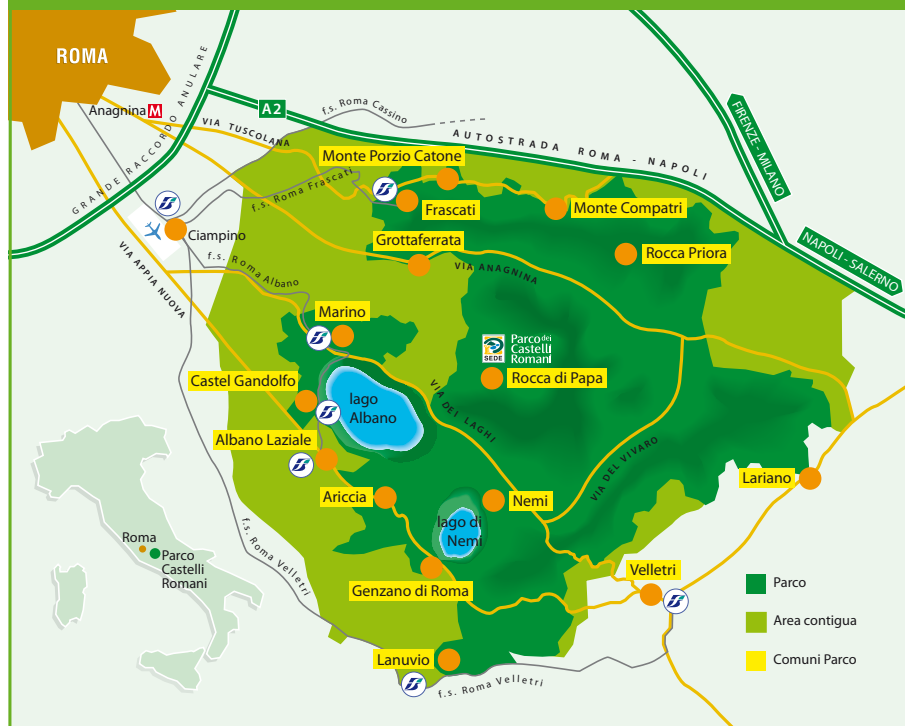 ROMA
Anagnina M
GRANDE RACCORDO ANULARE
A2
f.s. Roma Cassino
VIA TUSCOLANA
AUTOSTRADA ROMA - NAPOLI
FIRENZE - MILANO
NAPOLI - SALERNO
Monte Porzio Catone
f.s. Roma Frascati
Frascati
Monte Compatri
Ciampino
Grottaferrata
Rocca Priora
VIA ANAGNINA
f.s. Roma Albano
VIA APPIA NUOVA
Marino
SEDE
Parco dei
Castelli
Romani
Rocca di Papa
Castel Gandolfo
lago
Albano
VIA DEI LAGHI
Albano Laziale
VIA DEL VIVARO
Lariano
Ariccia
Nemi
lago di
Nemi
Roma
Parco
Castelli
Romani
f.s. Roma Velletri
Genzano di Roma
Velletri
Lanuvio
f.s. Roma Velletri
Parco
Area contigua
Comuni Parco